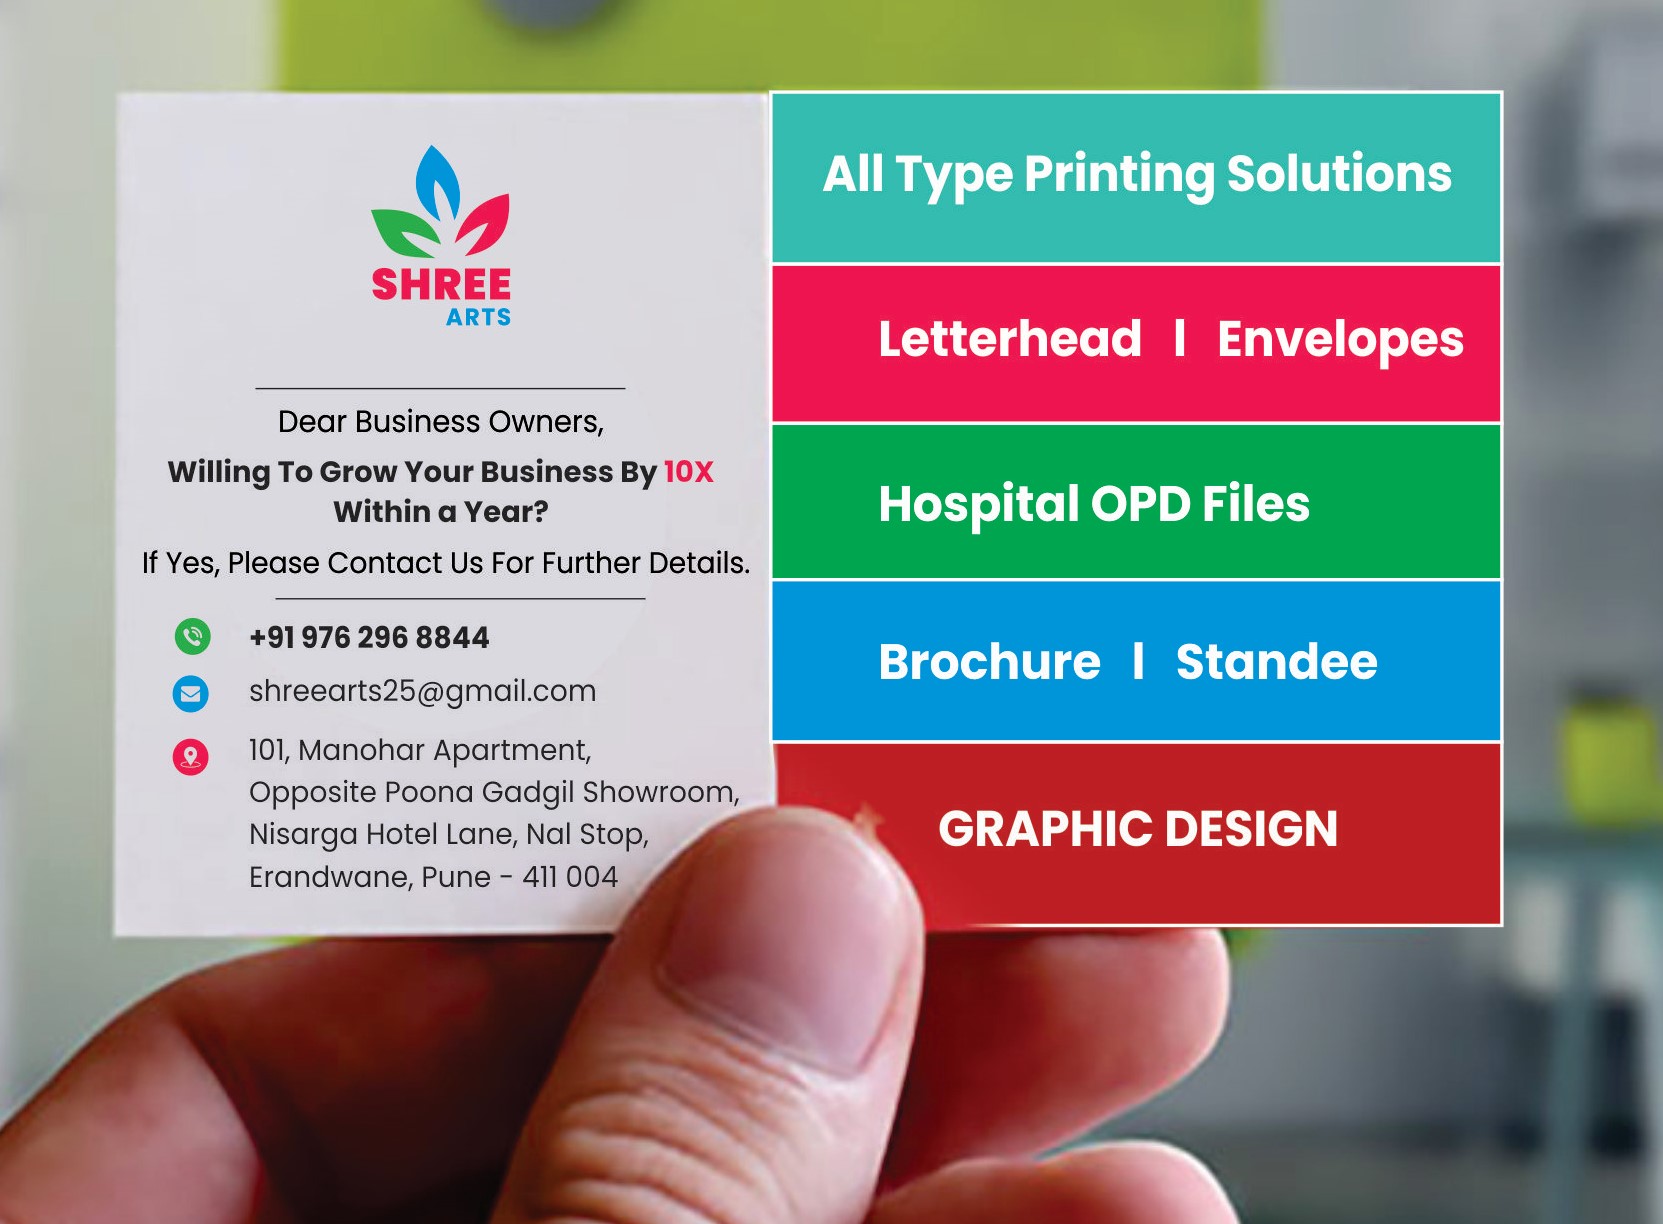 SHREE
ARTS
Dear Business Owners,
Willing To Grow Your Business By 10X
Within a Year?
If Yes, Please Contact Us For Further Details.
+91 976 296 8844
shreearts25@gmail.com
101, Manohar Apartment,
Opposite Poona Gadgil Showroom,
Nisarga Hotel Lane, Nal Stop,
Erandwane, Pune - 411 004
All Type Printing Solutions
Letterhead | Envelopes
Hospital OPD Files
Brochure | Standee
GRAPHIC DESIGN